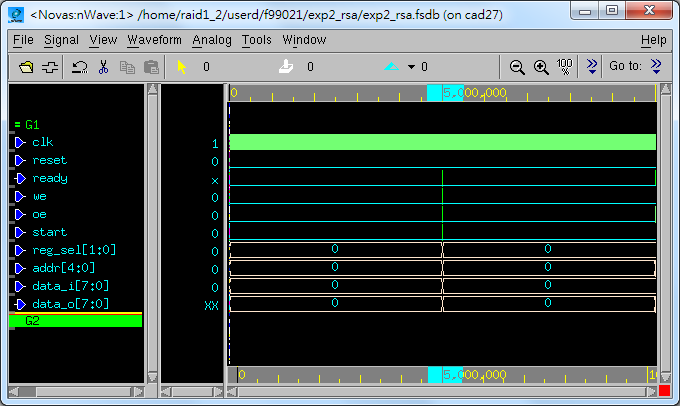 <Novas:nWave:1> /home/raid1_2/userd/f99021/exp2_rsa/exp2_rsa.fsdb (on cad27)
File Signal View Waveform Analog Tools Window Help
0 0 0 100 % Go to:
0 5,000,000
= G1
clk 1
reset 0
ready x
we 0
oe 0
start 0
reg_sel[1:0] 0 0 0
addr[4:0] 0 0 0
data_i[7:0] 0 0 0
data_o[7:0] XX 0 0
G2
0 5,000,000 10